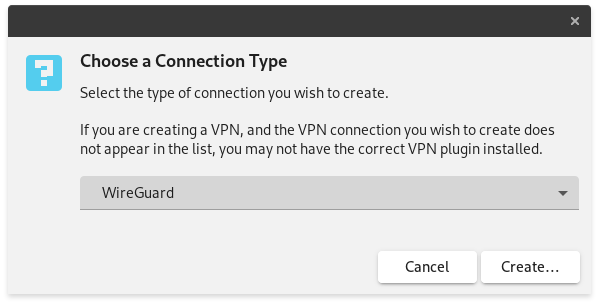 Choose a Connection Type
Select the type of connection you wish to create.
If you are creating a VPN, and the VPN connection you wish to create does
not appear in the list, you may not have the correct VPN plugin installed.
WireGuard
Cancel
Create...